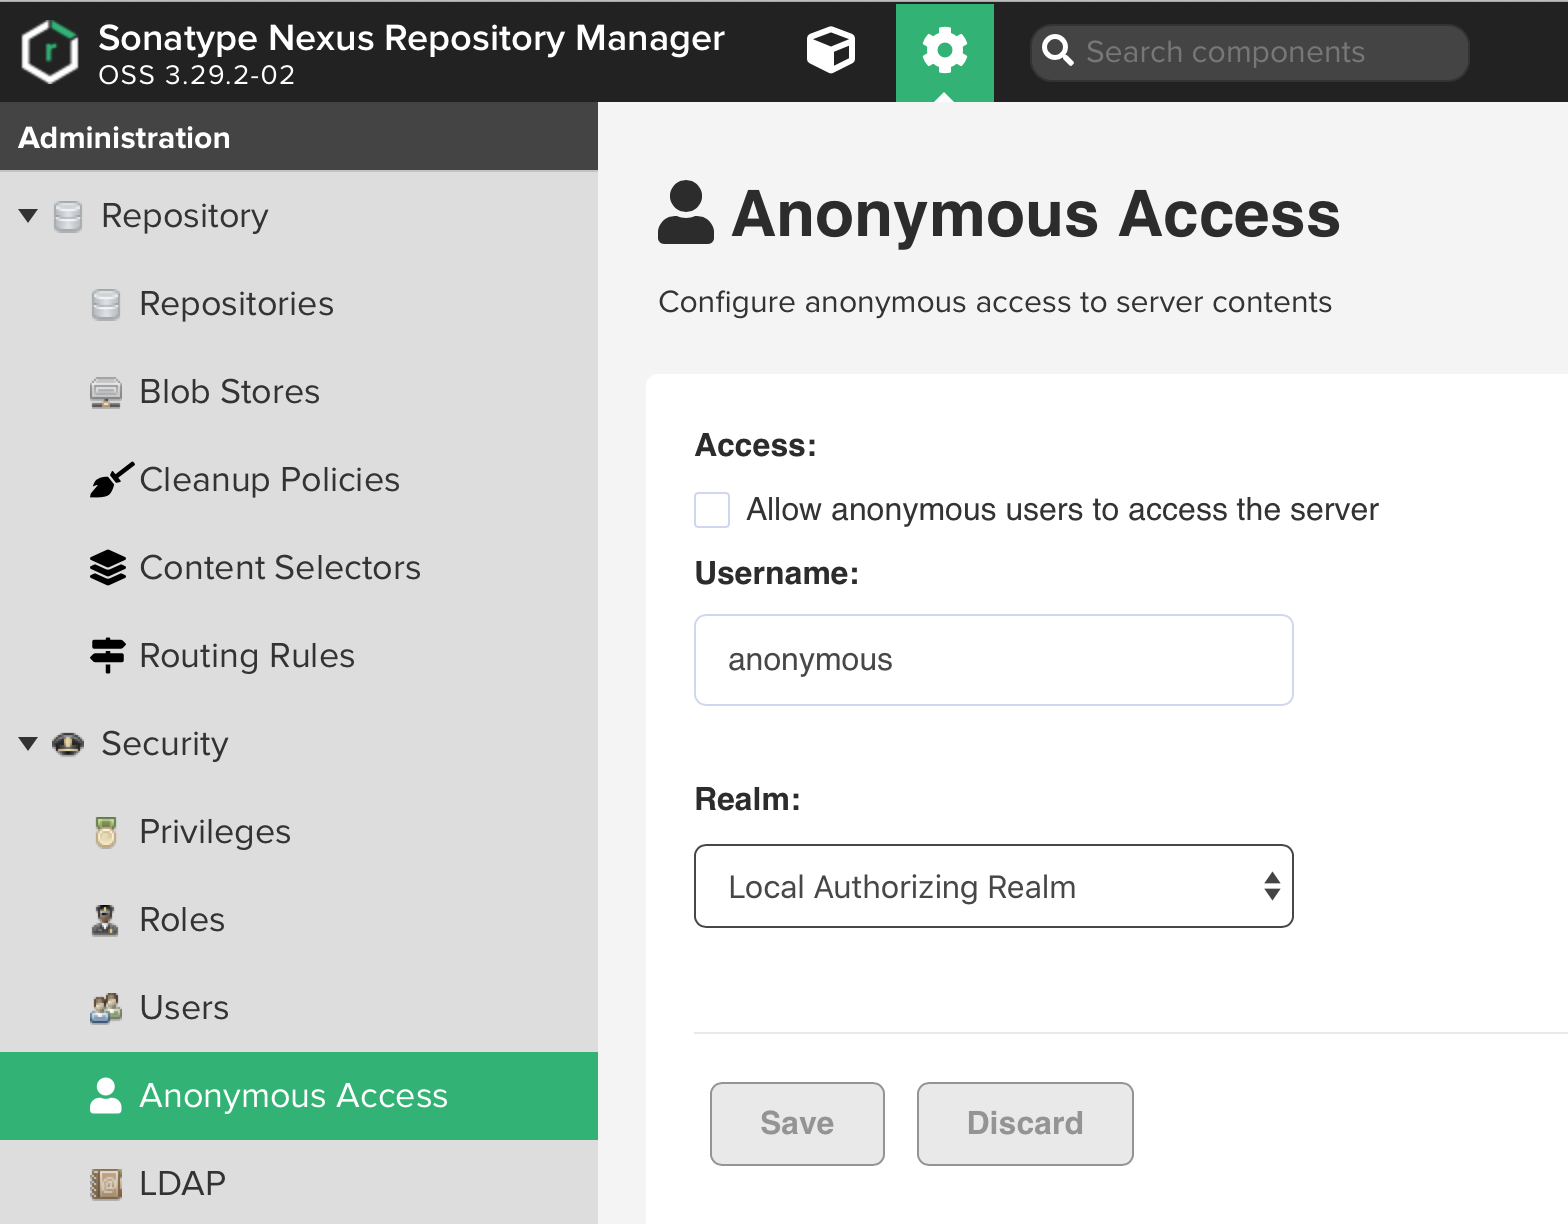 Sonatype Nexus Repository Manager
OSS 3.29.2-02
Search components
Administration
Repository
Repositories
Blob Stores
Cleanup Policies
Content Selectors
Routing Rules
Security
Privileges
Roles
Users
Anonymous Access
LDAP
Anonymous Access
Configure anonymous access to server contents
Access:
Allow anonymous users to access the server
Username:
anonymous
Realm:
Local Authorizing Realm
Save Discard